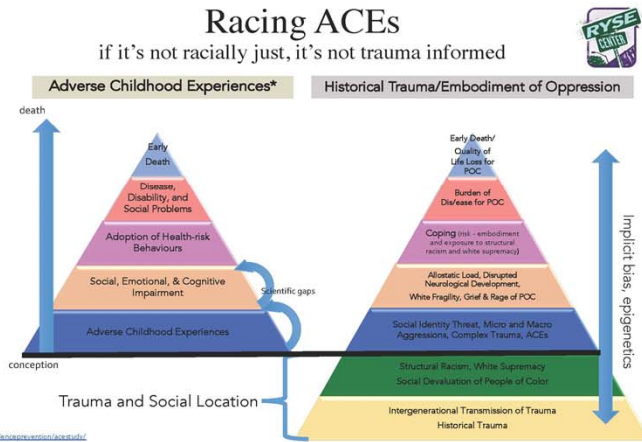 Racing ACEs
if it's not racially just, it's not trauma informed
RYSE
CENTER
Adverse Childhood Experiences*
Historical Trauma/Embodiment of Oppression
death
Early
Death
Disease,
Disability, and
Social Problems
Adoption of Health-risk
Behaviours
Social, Emotional, & Cognitive
Impairment
Scientific gaps
Adverse Childhood Experiences
conception
Early Death/
Quality of
Life Loss for
POC
Burden of
Dis/ease for POC
Coping (risk - embodiment
and exposure to structural
racism and white supremacy)
Allostatic Load, Disrupted
Neurological Development,
White Fragility, Grief & Rage of POC
Social Identity Threat, Micro and Macro
Aggressions, Complex Trauma, ACEs
Structural Racism, White Supremacy
Social Devaluation of People of Color
Intergenerational Transmission of Trauma
Historical Trauma
Implicit bias, epigenetics
Trauma and Social Location
lenceprevention/acestudy/